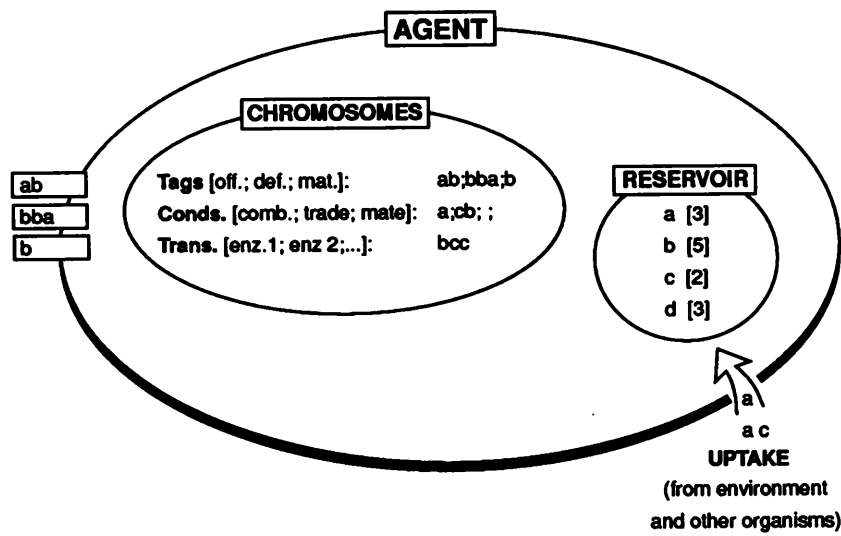 AGENT
CHROMOSOMES
ab
bba
b
Tags [off.; def.; mat.]: ab;bba;b
Conds. [comb.; trade; mate]: a;cb; ;
Trans. [enz.1; enz 2;...]: bcc
RESERVOIR
a [3]
b [5]
c [2]
d [3]
a
a c
UPTAKE
(from environment
and other organisms)